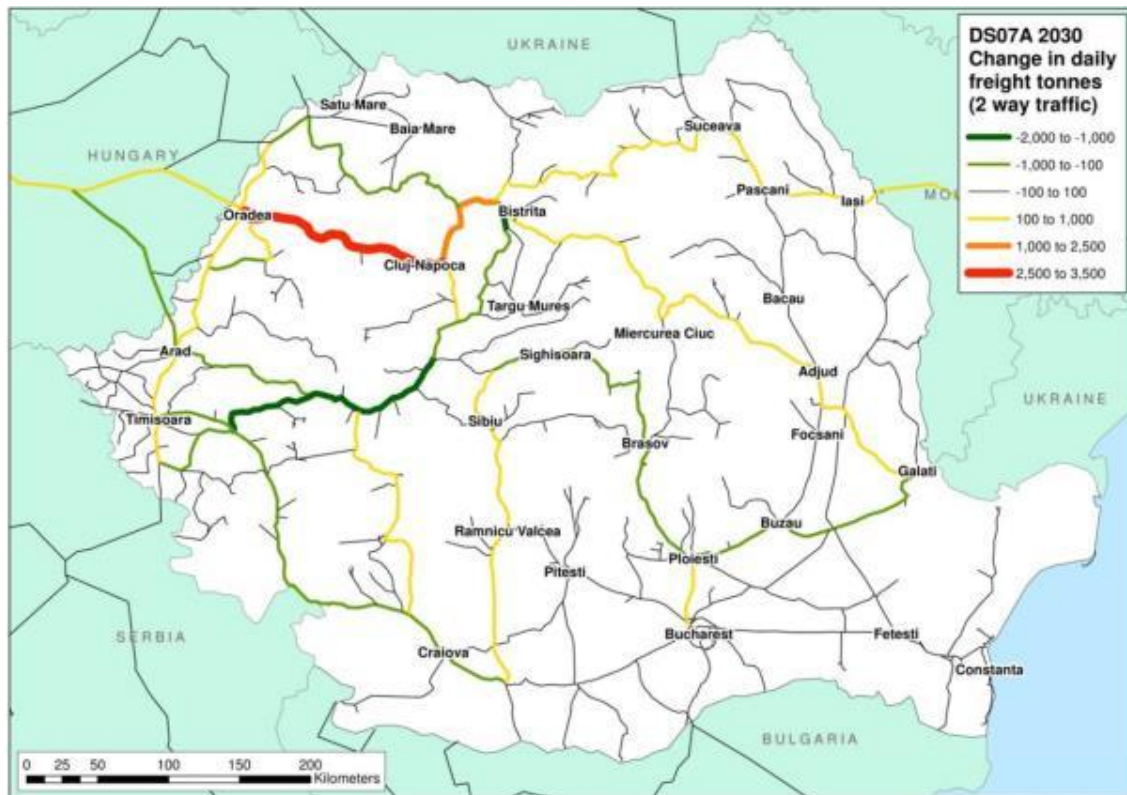 DS07A 2030
Change in daily
freight tonnes
(2 way traffic)
-2,000 to -1,000
-1,000 to -100
-100 to 100
100 to 1,000
1,000 to 2,500
2,500 to 3,500
UKRAINE
Satu Mare
Baia Mare
Suceava
HUNGARY
Pascani
Iasi
MOL
Oradea
Bistrita
Cluj-Napoca
Targu Mures
Bacau
Miercurea Ciuc
Arad
Sighisoara
Adjud
UKRAINE
Timisoara
Sibiu
Focsani
Brasov
Galati
Buzau
Ramnicu Valcea
Ploiesti
Pitesti
SERBIA
Bucharest
Fetesti
Craiova
Constanta
BULGARIA
0 25 50 100 150 200
Kilometers